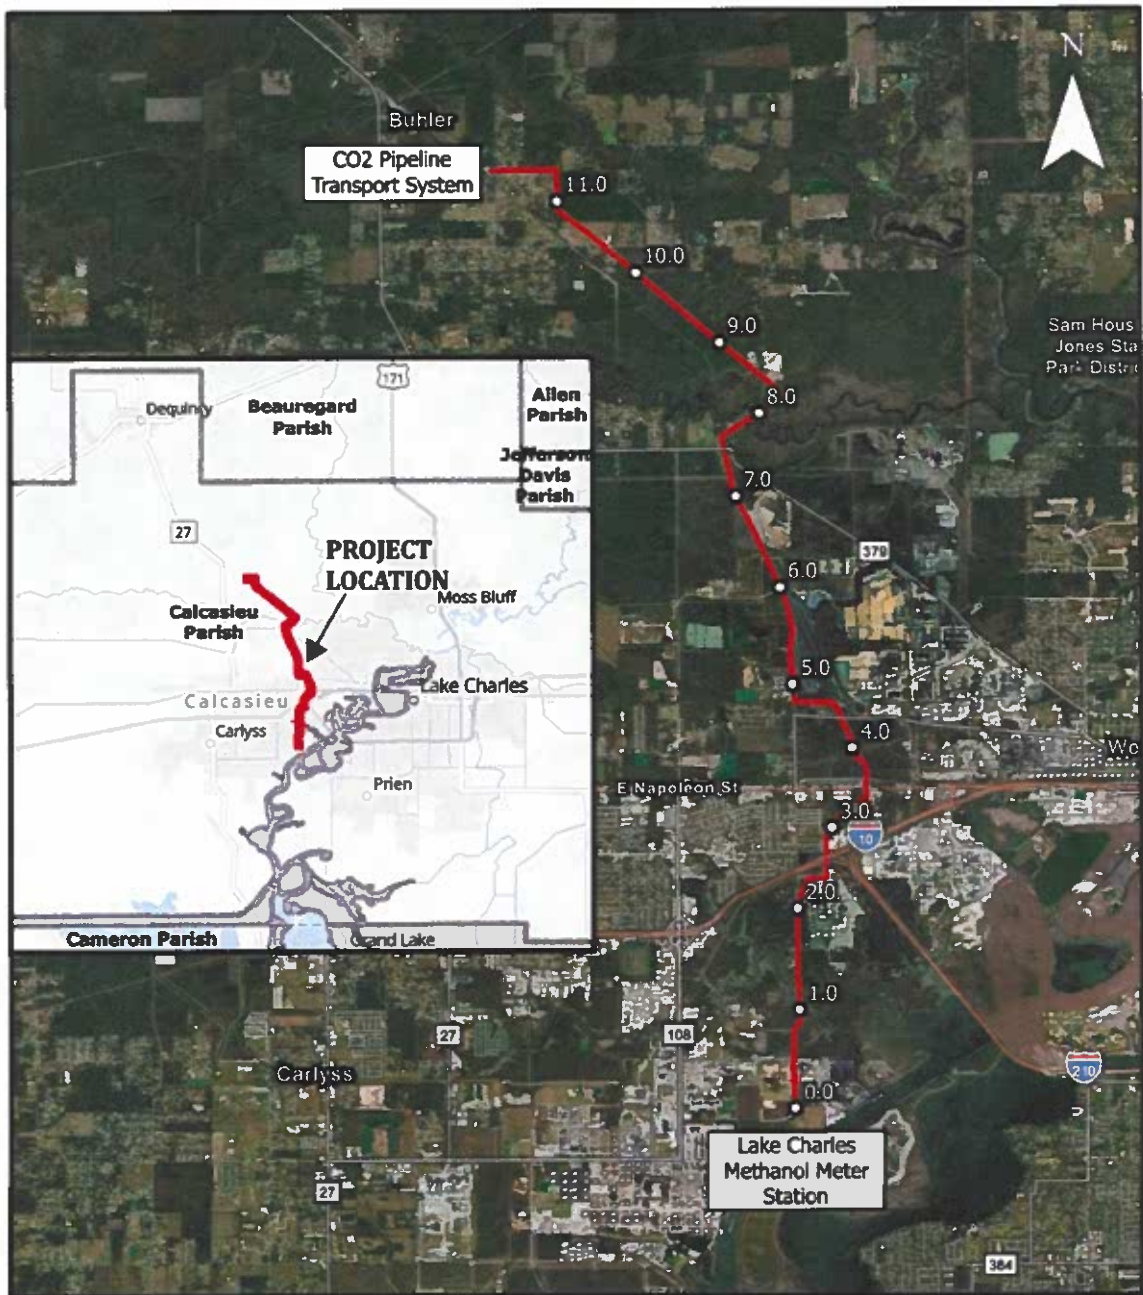 N
Buhler
CO2 Pipeline
Transport System
11.0
10.0
9.0
Sam Hous
Jones Sta
Park Distric
8.0
7.0
379
6.0
5.0
4.0
Wo
E Napoleon St
3.0
10
2.0
1.0
27
108
Carlyss
210
0.0
Lake Charles
Methanol Meter
Station
27
384
171
Dequincy
Beauregard
Parish
Allen
Parish
Jefferson
Davis
Parish
27
PROJECT
LOCATION
Moss Bluff
Calcasieu
Parish
Calcasieu
Lake Charles
Carlyss
Prien
Cameron Parish
Grand Lake